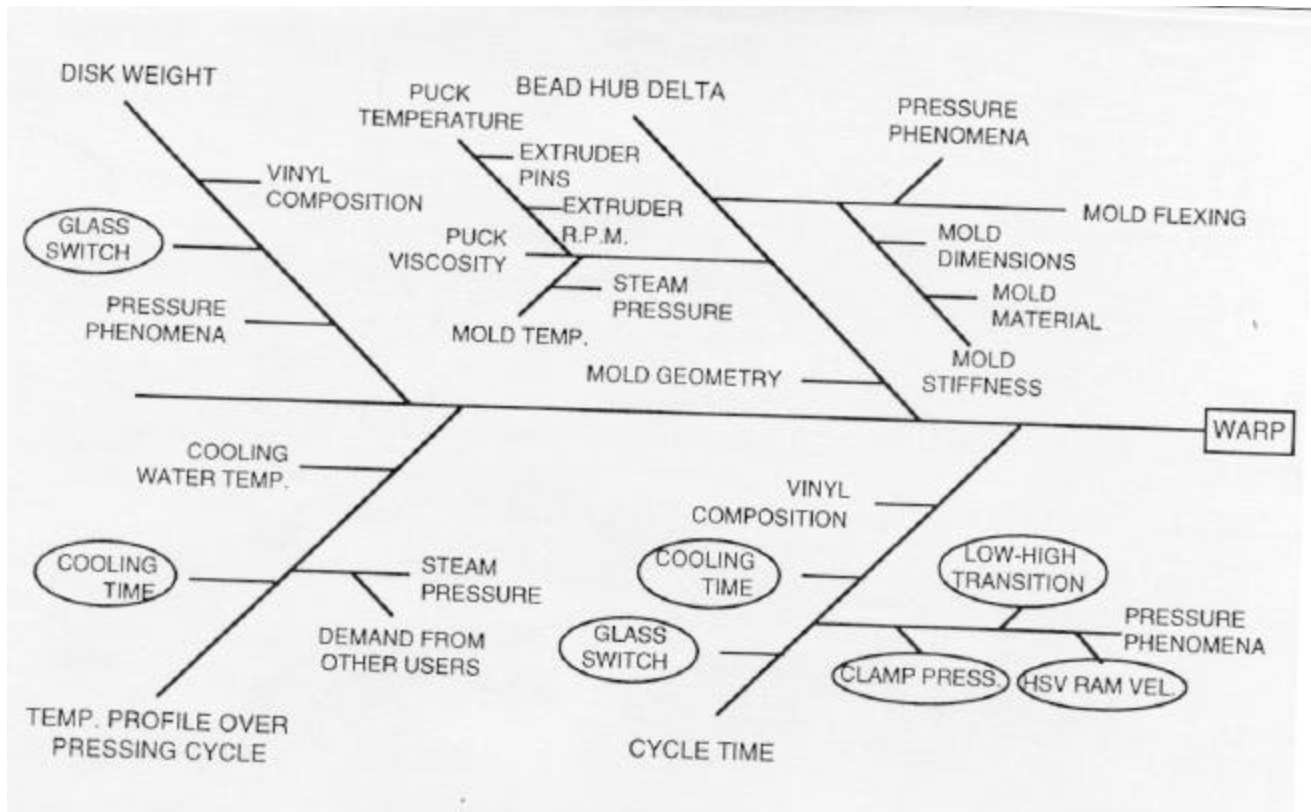 DISK WEIGHT
VINYL
COMPOSITION
GLASS
SWITCH
PRESSURE
PHENOMENA
BEAD HUB DELTA
PUCK
TEMPERATURE
EXTRUDER
PINS
EXTRUDER
R.P.M.
PUCK
VISCOSITY
STEAM
PRESSURE
MOLD TEMP.
MOLD GEOMETRY
PRESSURE
PHENOMENA
MOLD FLEXING
MOLD
DIMENSIONS
MOLD
MATERIAL
MOLD
STIFFNESS
WARP
COOLING
WATER TEMP.
COOLING
TIME
STEAM
PRESSURE
DEMAND FROM
OTHER USERS
TEMP. PROFILE OVER
PRESSING CYCLE
VINYL
COMPOSITION
COOLING
TIME
GLASS
SWITCH
LOW-HIGH
TRANSITION
PRESSURE
PHENOMENA
CLAMP PRESS.
HSV RAM VEL.
CYCLE TIME